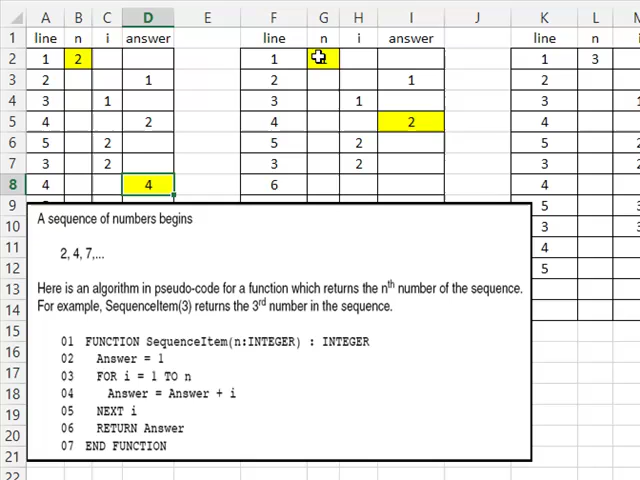 A B C D E F G H I J K L M
1 line n i answer line n i answer line n i
2 1 2 1 1 3
3 2 1 2 1 2
4 3 1 3 1 3 1
5 4 2 4 2 4
6 5 2 5 2 5 2
7 3 2 3 2 3 2
8 4 4 6 4
9 5 3
10 3 3
11 4
12 5
13
14
15
16
17
18
19
20
21
22
A sequence of numbers begins
2, 4, 7,...
Here is an algorithm in pseudo-code for a function which returns the nth number of the sequence.
For example, SequenceItem(3) returns the 3rd number in the sequence.
01 FUNCTION SequenceItem(n:INTEGER) : INTEGER
02 Answer = 1
03 FOR i = 1 TO n
04 Answer = Answer + i
05 NEXT i
06 RETURN Answer
07 END FUNCTION